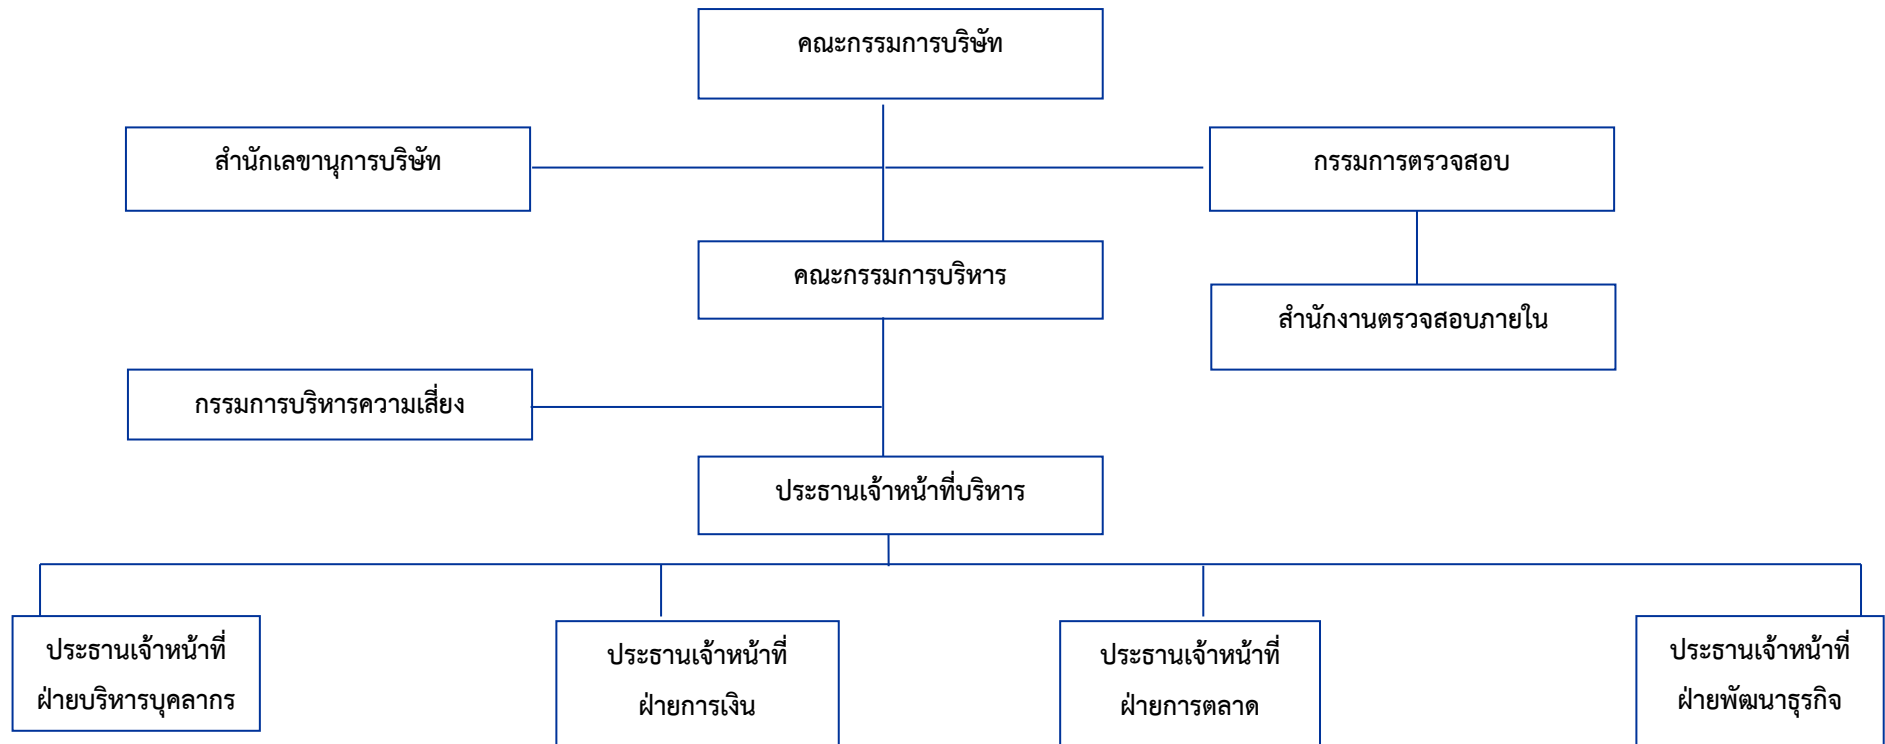 คณะกรรมการบริษัท
สำนักเลขานุการบริษัท
กรรมการตรวจสอบ
คณะกรรมการบริหาร
สำนักงานตรวจสอบภายใน
กรรมการบริหารความเสี่ยง
ประธานเจ้าหน้าที่บริหาร
ประธานเจ้าหน้าที่
ฝ่ายบริหารบุคลากร
ประธานเจ้าหน้าที่
ฝ่ายการเงิน
ประธานเจ้าหน้าที่
ฝ่ายการตลาด
ประธานเจ้าหน้าที่
ฝ่ายพัฒนาธุรกิจ